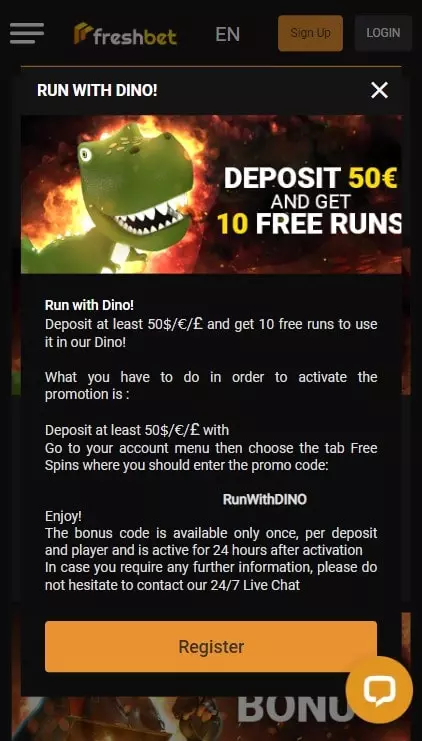 freshbet EN Sign Up LOGIN
RUN WITH DINO!
DEPOSIT 50€
AND GET
10 FREE RUNS
Run with Dino!
Deposit at least 50$/€/£ and get 10 free runs to use
it in our Dino!
What you have to do in order to activate the
promotion is :
Deposit at least 50$/€/£ with
Go to your account menu then choose the tab Free
Spins where you should enter the promo code:
RunWithDINO
Enjoy!
The bonus code is available only once, per deposit
and player and is active for 24 hours after activation
In case you require any further information, please do
not hesitate to contact our 24/7 Live Chat
Register
BONU